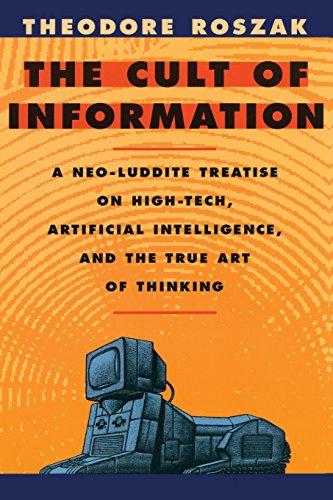 THEODORE ROSZAK
THE CULT OF
INFORMATION
A NEO-LUDDITE TREATISE
ON HIGH-TECH,
ARTIFICIAL INTELLIGENCE,
AND THE TRUE ART
OF THINKING